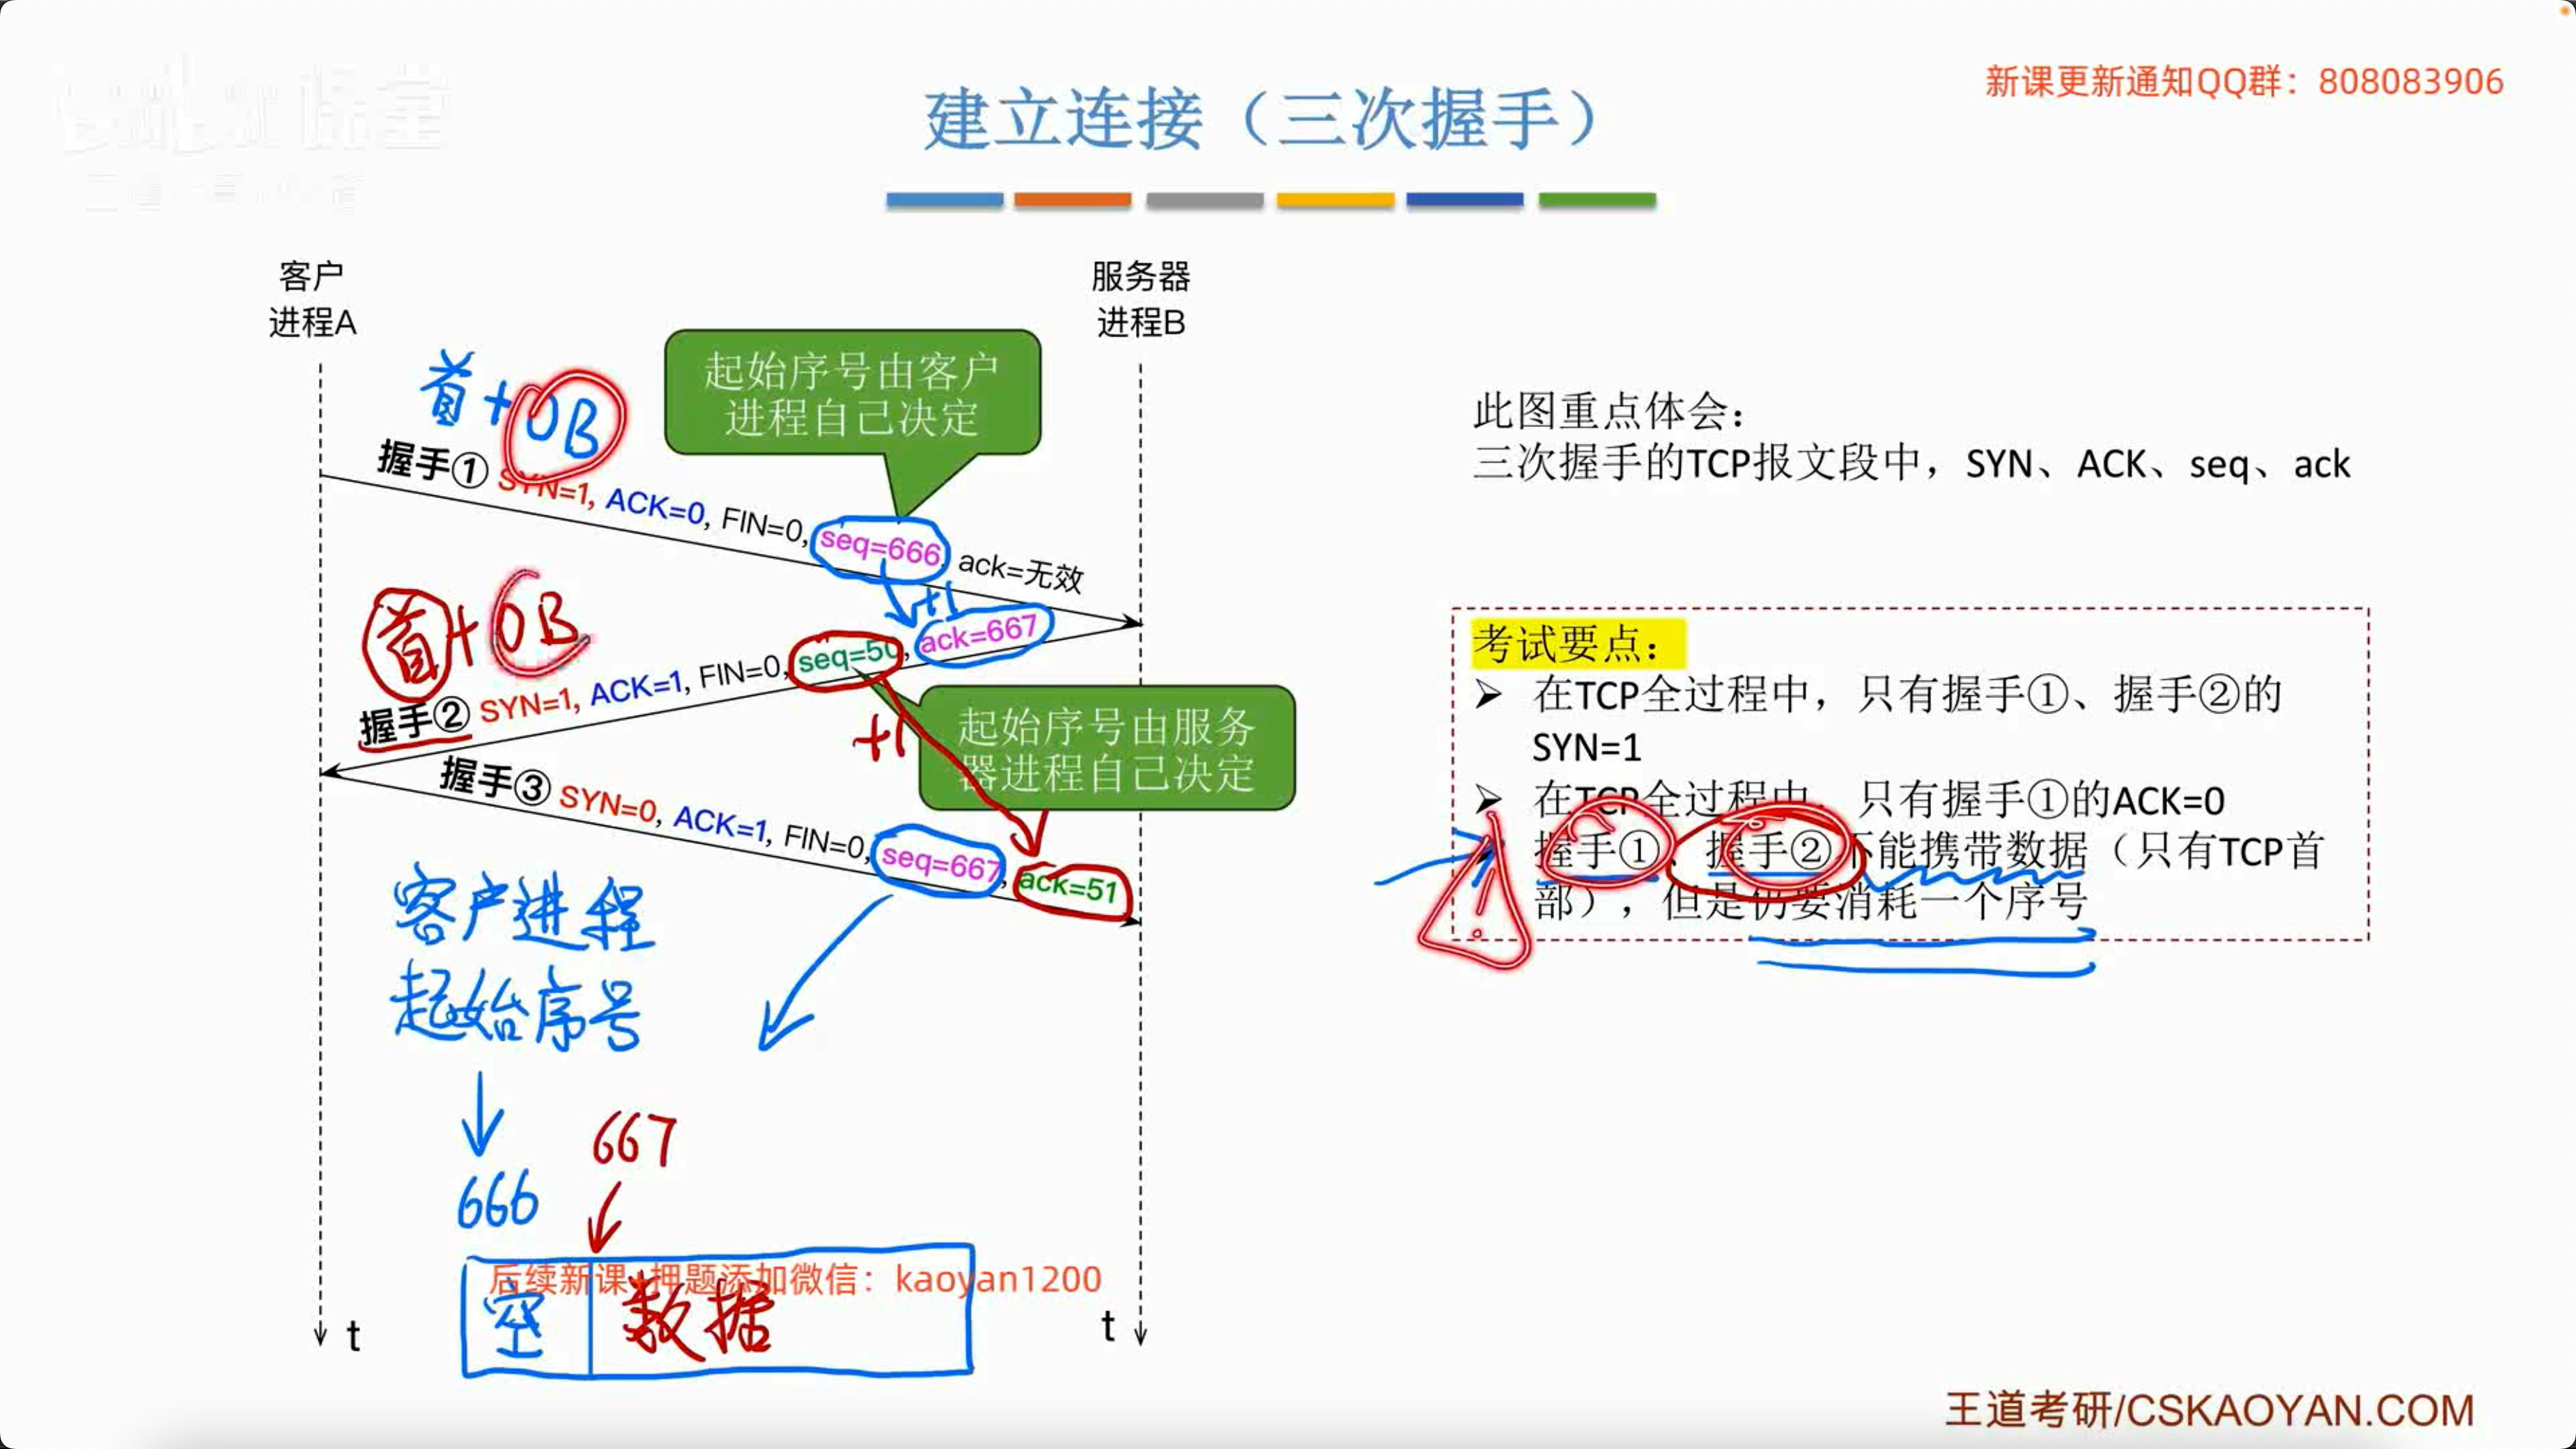 新课更新通知QQ群：808083906
建立连接（三次握手）
客户
进程A
服务器
进程B
首+0B
起始序号由客户
进程自己决定
握手① SYN=1, ACK=0, FIN=0, seq=666, ack=无效
+1
首+0B
握手② SYN=1, ACK=1, FIN=0, seq=50, ack=667
+1
起始序号由服务
器进程自己决定
握手③ SYN=0, ACK=1, FIN=0, seq=667, ack=51
客户进程
起始序号
666
667
后续新课+押题添加微信：kaoyan1200
空
数据
t
t
此图重点体会：
三次握手的TCP报文段中，SYN、ACK、seq、ack
考试要点：
➢ 在TCP全过程中，只有握手①、握手②的
SYN=1
➢ 在TCP全过程中，只有握手①的ACK=0
握手①、握手②不能携带数据（只有TCP首
部），但是仍要消耗一个序号
王道考研/CSKAOYAN.COM